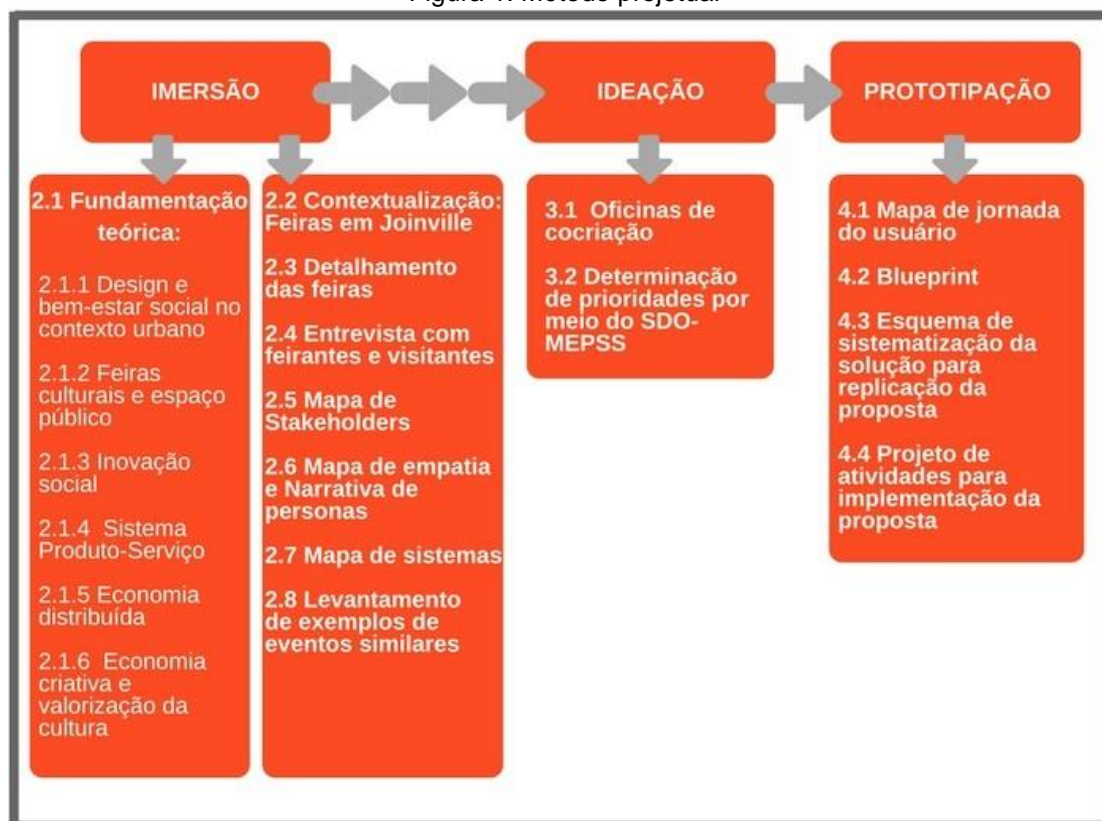 Figura 1: Método projetual
IMERSÃO
IDEAÇÃO
PROTOTIPAÇÃO
2.1 Fundamentação
teórica:
2.1.1 Design e
bem-estar social no
contexto urbano
2.1.2 Feiras
culturais e espaço
público
2.1.3 Inovação
social
2.1.4 Sistema
Produto-Serviço
2.1.5 Economia
distribuída
2.1.6 Economia
criativa e
valorização da
cultura
2.2 Contextualização:
Feiras em Joinville
2.3 Detalhamento
das feiras
2.4 Entrevista com
feirantes e visitantes
2.5 Mapa de
Stakeholders
2.6 Mapa de empatia
e Narrativa de
personas
2.7 Mapa de sistemas
2.8 Levantamento
de exemplos de
eventos similares
3.1 Oficinas de
cocriação
3.2 Determinação
de prioridades por
meio do SDO-
MEPSS
4.1 Mapa de jornada
do usuário
4.2 Blueprint
4.3 Esquema de
sistematização da
solução para
replicação da
proposta
4.4 Projeto de
atividades para
implementação da
proposta